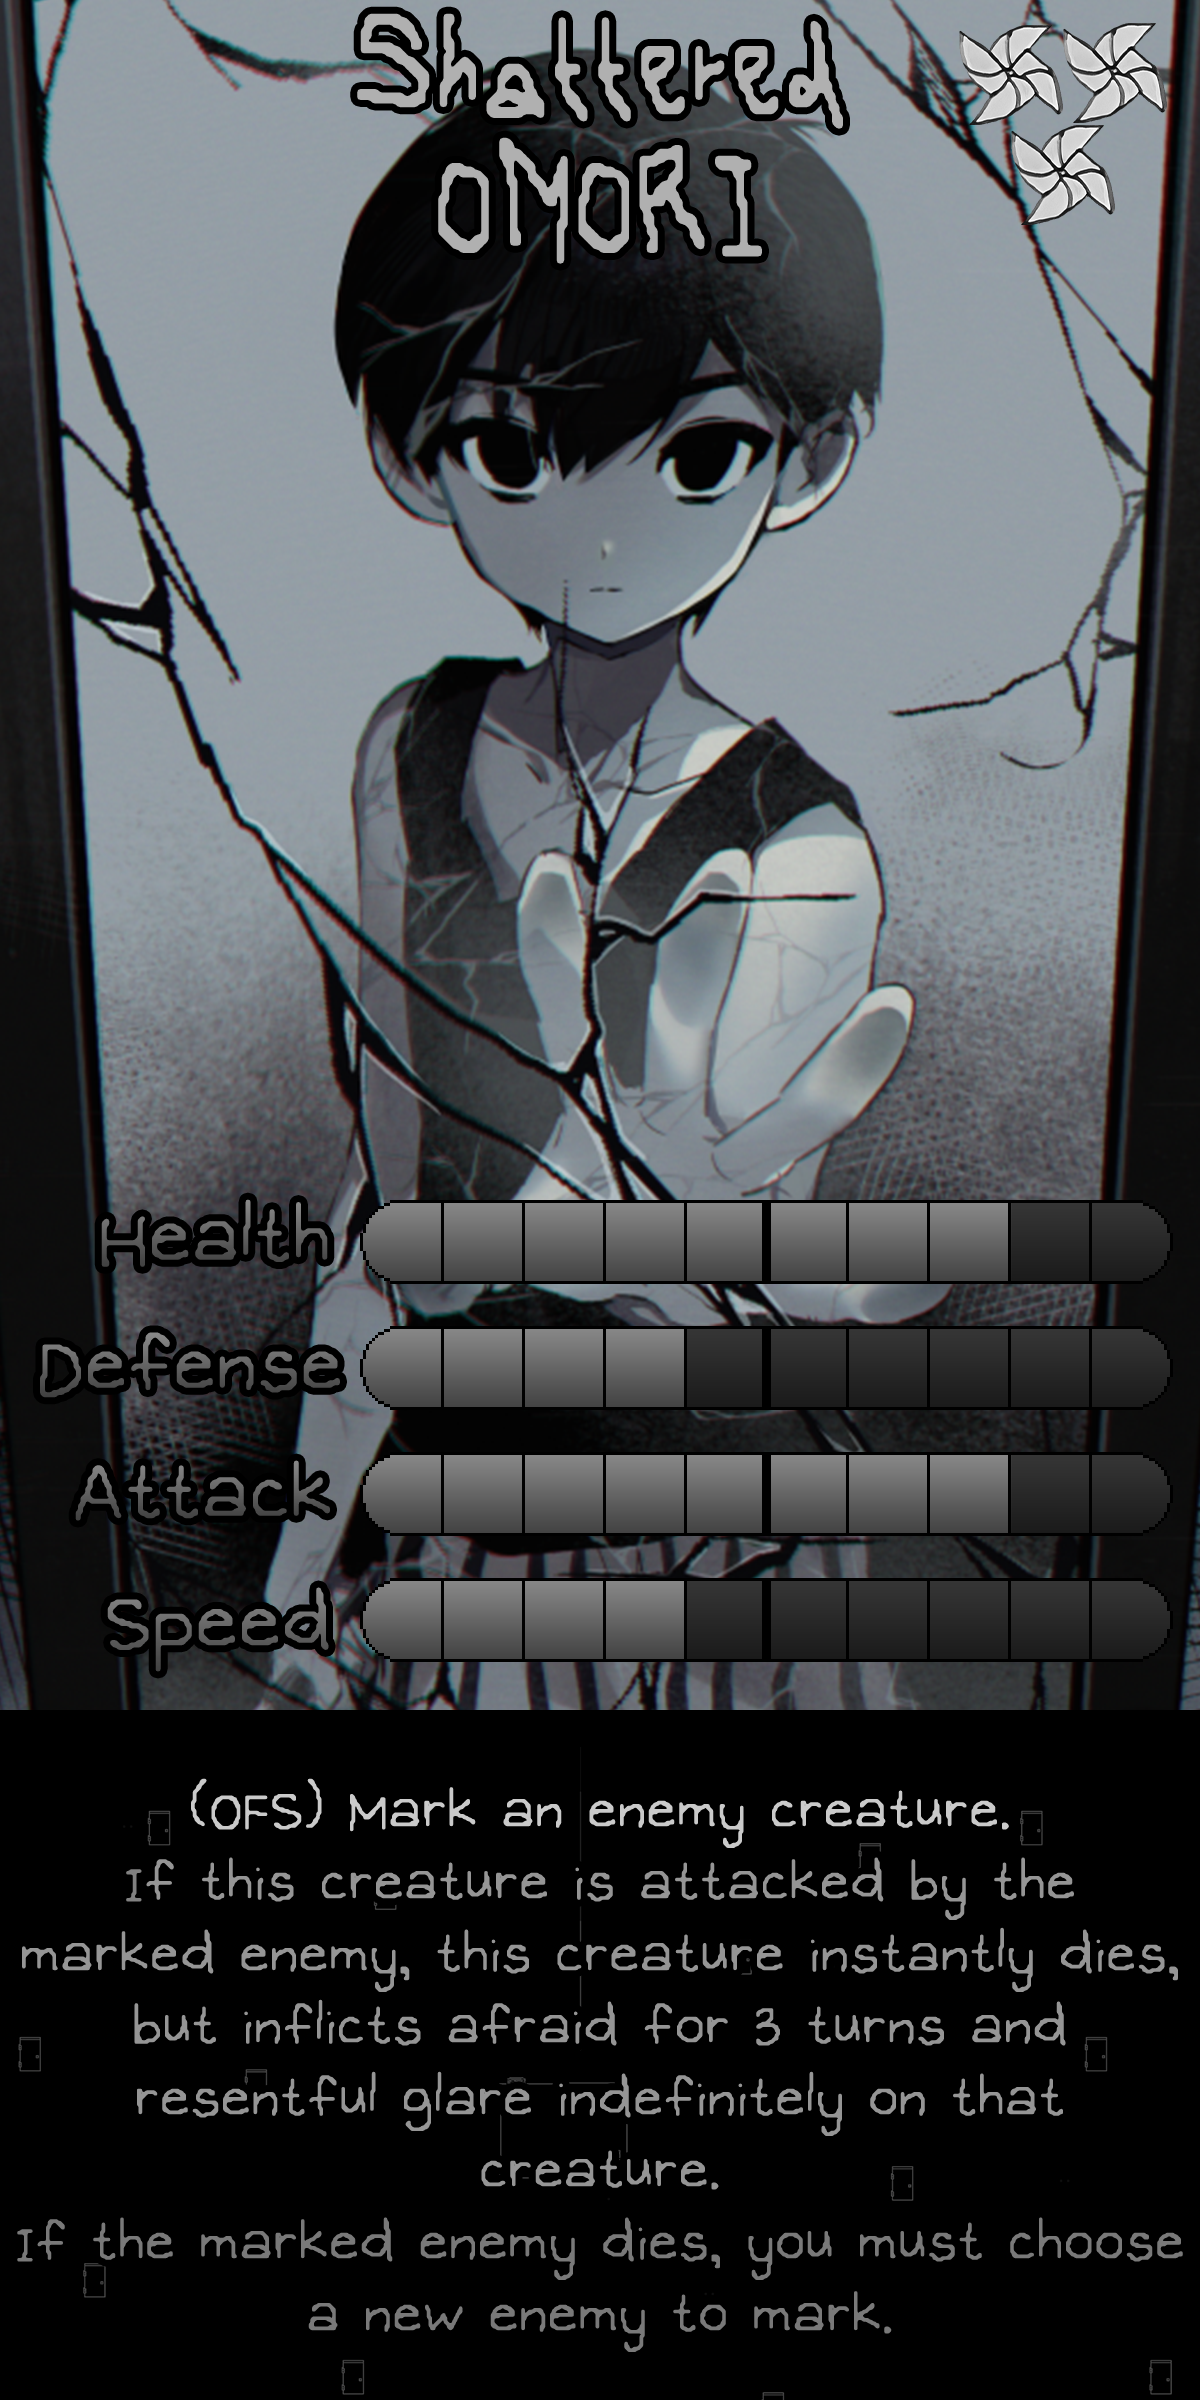 Shattered
OMORI
Health
Defense
Attack
Speed
(OFS) Mark an enemy creature.
If this creature is attacked by the
marked enemy, this creature instantly dies,
but inflicts afraid for 3 turns and
resentful glare indefinitely on that
creature.
If the marked enemy dies, you must choose
a new enemy to mark.